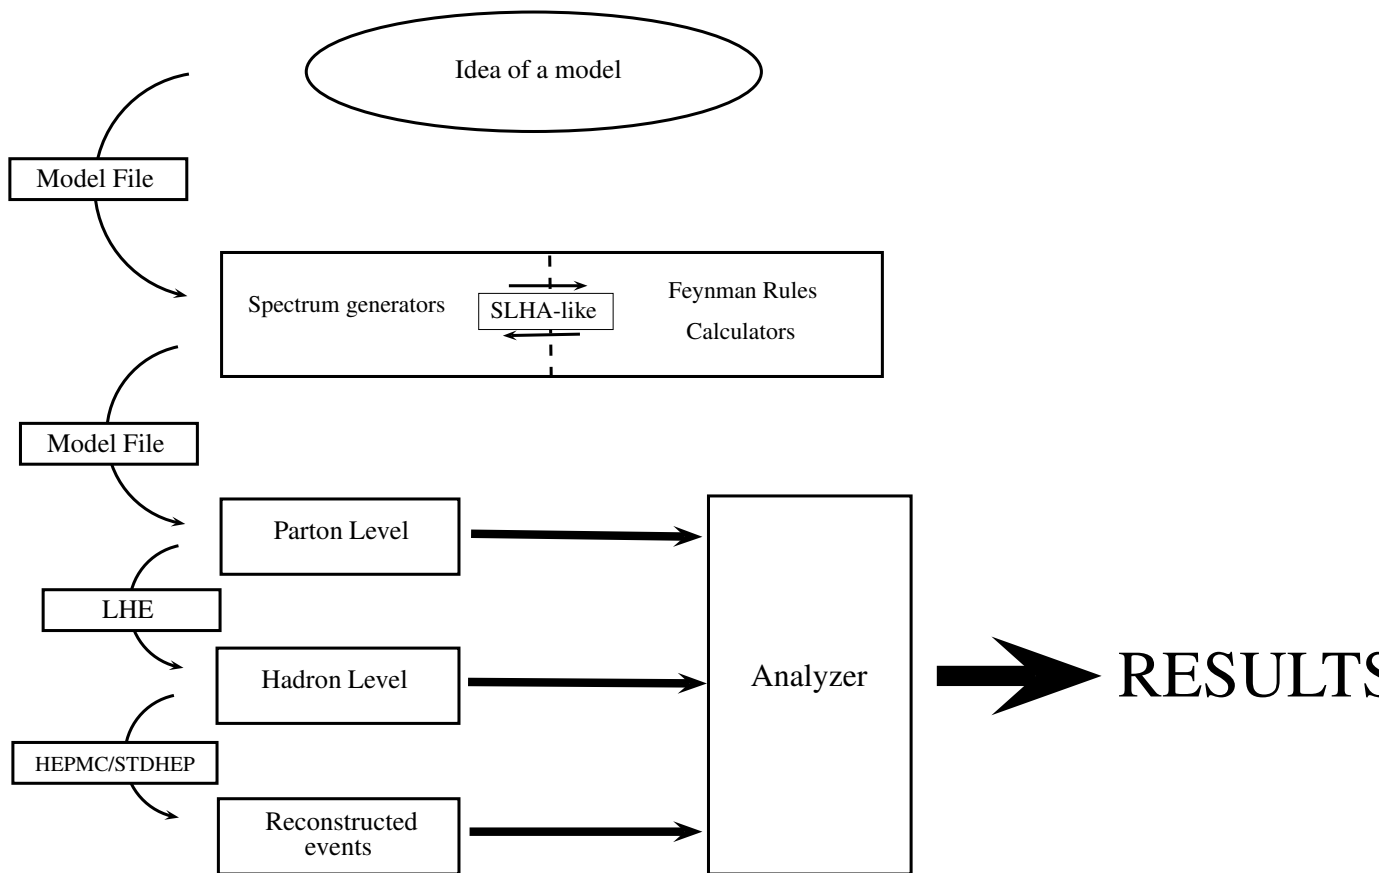 Idea of a model
Model File
Spectrum generators
SLHA-like
Feynman Rules
Calculators
Model File
Parton Level
LHE
Hadron Level
Analyzer
RESULTS
HEPMC/STDHEP
Reconstructed
events